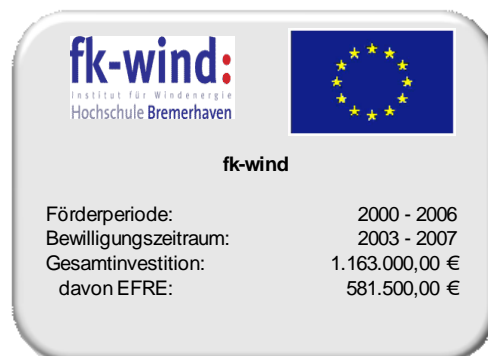 fk-wind:
Institut für Windenergie
Hochschule Bremerhaven
fk-wind
Förderperiode: 2000 - 2006
Bewilligungszeitraum: 2003 - 2007
Gesamtinvestition: 1.163.000,00 €
davon EFRE: 581.500,00 €